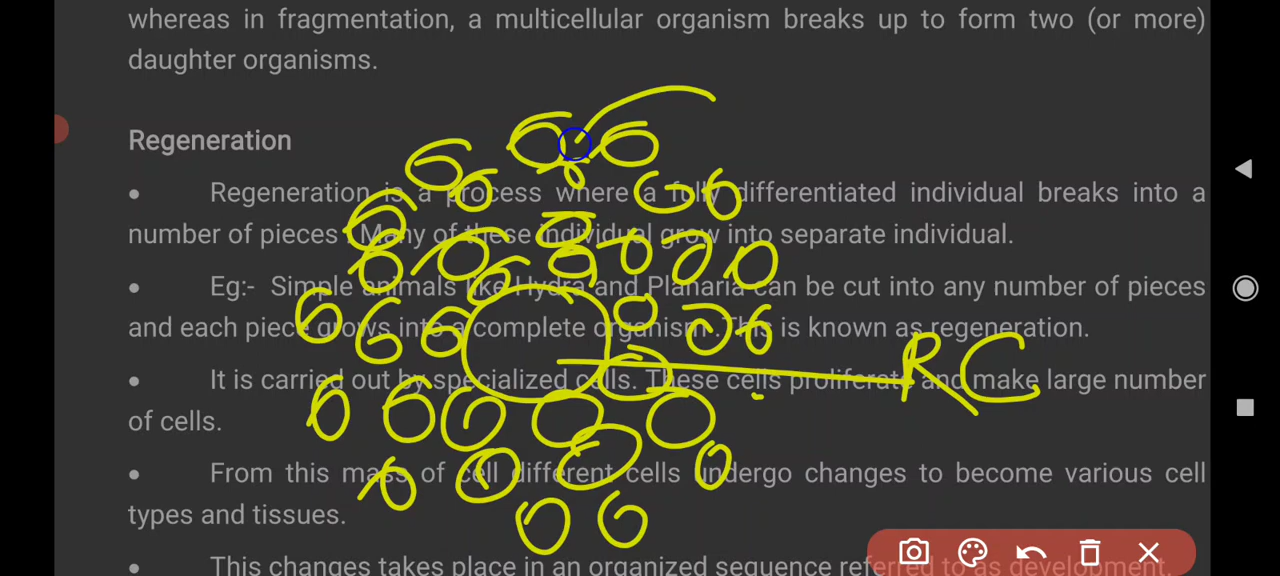 whereas in fragmentation, a multicellular organism breaks up to form two (or more)
daughter organisms.
Regeneration
• Regeneration is a process where a fully differentiated individual breaks into a
number of pieces . Many of these individual grow into separate individual.
• Eg:- Simple animals like Hydra and Planaria can be cut into any number of pieces
and each piece grows into a complete organism .This is known as regeneration.
• It is carried out by specialized cells. These cells proliferate and make large number
of cells.
RC
• From this mass of cell different cells undergo changes to become various cell
types and tissues.
• This changes takes place in an organized sequence referred to as development.